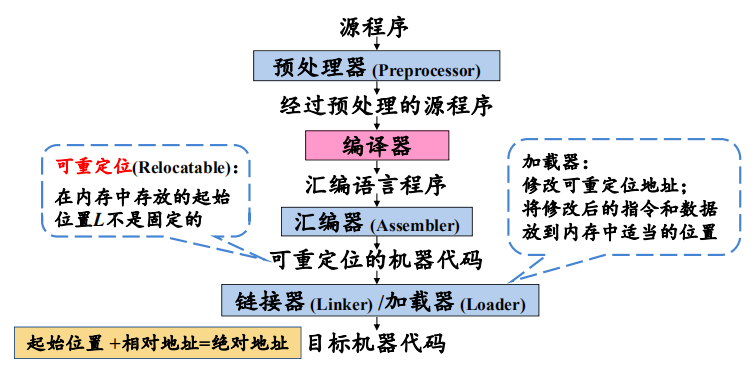 源程序
预处理器 (Preprocessor)
经过预处理的源程序
编译器
汇编语言程序
汇编器 (Assembler)
可重定位的机器代码
链接器 (Linker) /加载器 (Loader)
目标机器代码
可重定位(Relocatable)：
在内存中存放的起始
位置L不是固定的
加载器：
修改可重定位地址；
将修改后的指令和数据
放到内存中适当的位置
起始位置 +相对地址=绝对地址